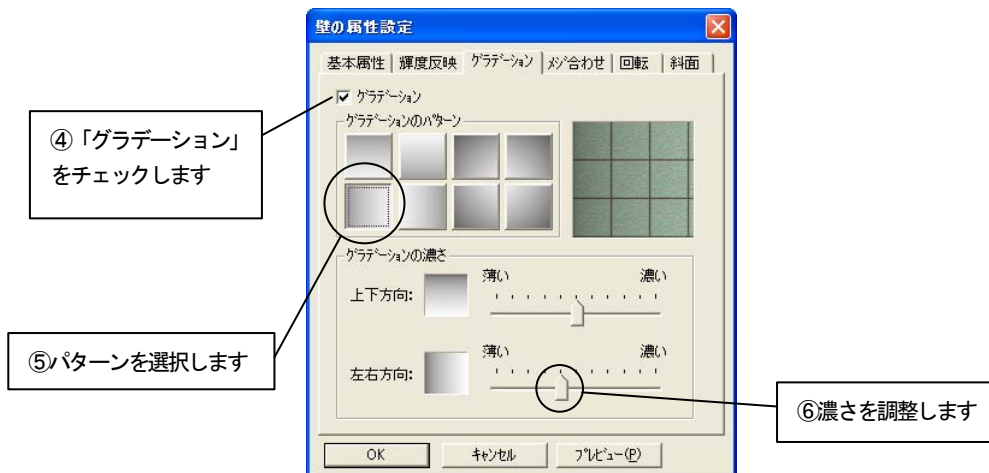 壁の属性設定
基本属性 輝度反映 グラデーション メジ合わせ 回転 斜面
グラデーション
グラデーションのパターン
④「グラデーション」
をチェックします
グラデーションの濃さ
薄い 濃い
上下方向:
⑤パターンを選択します
薄い 濃い
左右方向:
⑥濃さを調整します
OK キャンセル プレビュー(P)